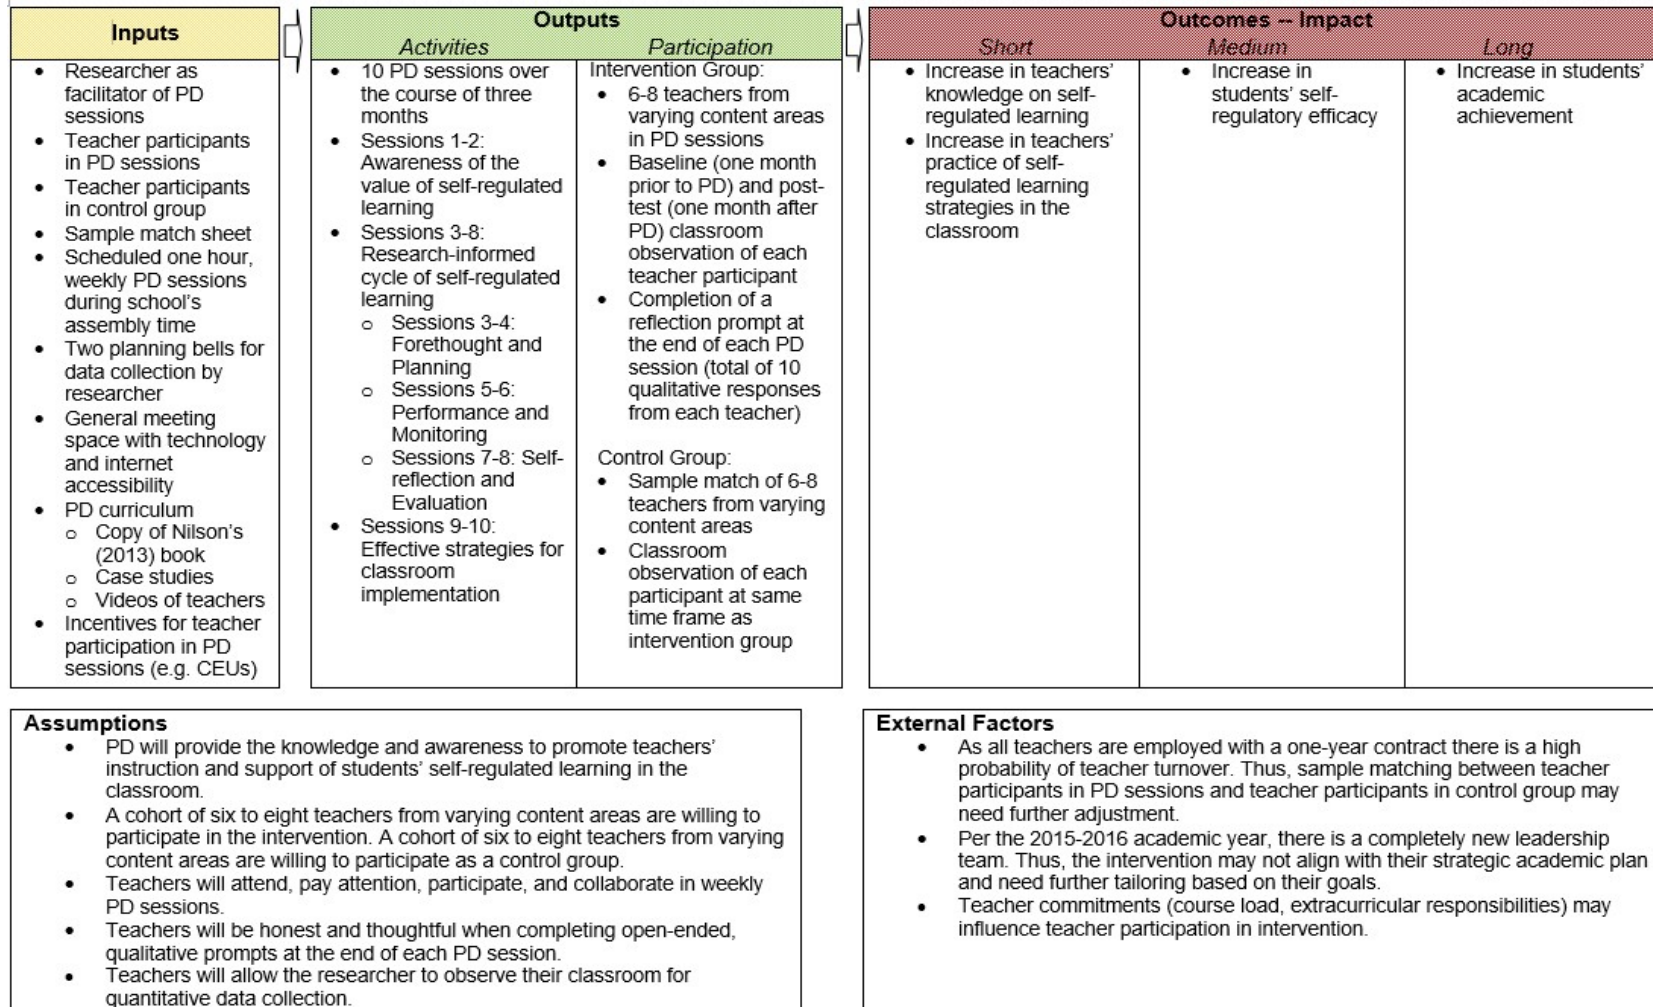 Inputs
Researcher as
facilitator of PD
sessions
Teacher participants
in PD sessions
Teacher participants
in control group
Sample match sheet
Scheduled one hour,
weekly PD sessions
during school's
assembly time
Two planning bells for
data collection by
researcher
General meeting
space with technology
and internet
accessibility
PD curriculum
Copy of Nilson's
(2013) book
Case studies
Videos of teachers
Incentives for teacher
participation in PD
sessions (e.g. CEUs)
Outputs
Activities
10 PD sessions over
the course of three
months
Sessions 1-2:
Awareness of the
value of self-regulated
learning
Sessions 3-8:
Research-informed
cycle of self-regulated
learning
Sessions 3-4:
Forethought and
Planning
Sessions 5-6:
Performance and
Monitoring
Sessions 7-8: Self-
reflection and
Evaluation
Sessions 9-10:
Effective strategies for
classroom
implementation
Participation
Intervention Group:
6-8 teachers from
varying content areas
in PD sessions
Baseline (one month
prior to PD) and post-
test (one month after
PD) classroom
observation of each
teacher participant
Completion of a
reflection prompt at
the end of each PD
session (total of 10
qualitative responses
from each teacher)
Control Group:
Sample match of 6-8
teachers from varying
content areas
Classroom
observation of each
participant at same
time frame as
intervention group
Outcomes -- Impact
Short
Increase in teachers'
knowledge on self-
regulated learning
Increase in teachers'
practice of self-
regulated learning
strategies in the
classroom
Medium
Increase in
students' self-
regulatory efficacy
Long
Increase in students'
academic
achievement
Assumptions
PD will provide the knowledge and awareness to promote teachers'
instruction and support of students' self-regulated learning in the
classroom.
A cohort of six to eight teachers from varying content areas are willing to
participate in the intervention. A cohort of six to eight teachers from varying
content areas are willing to participate as a control group.
Teachers will attend, pay attention, participate, and collaborate in weekly
PD sessions.
Teachers will be honest and thoughtful when completing open-ended,
qualitative prompts at the end of each PD session.
Teachers will allow the researcher to observe their classroom for
quantitative data collection.
External Factors
As all teachers are employed with a one-year contract there is a high
probability of teacher turnover. Thus, sample matching between teacher
participants in PD sessions and teacher participants in control group may
need further adjustment.
Per the 2015-2016 academic year, there is a completely new leadership
team. Thus, the intervention may not align with their strategic academic plan
and need further tailoring based on their goals.
Teacher commitments (course load, extracurricular responsibilities) may
influence teacher participation in intervention.